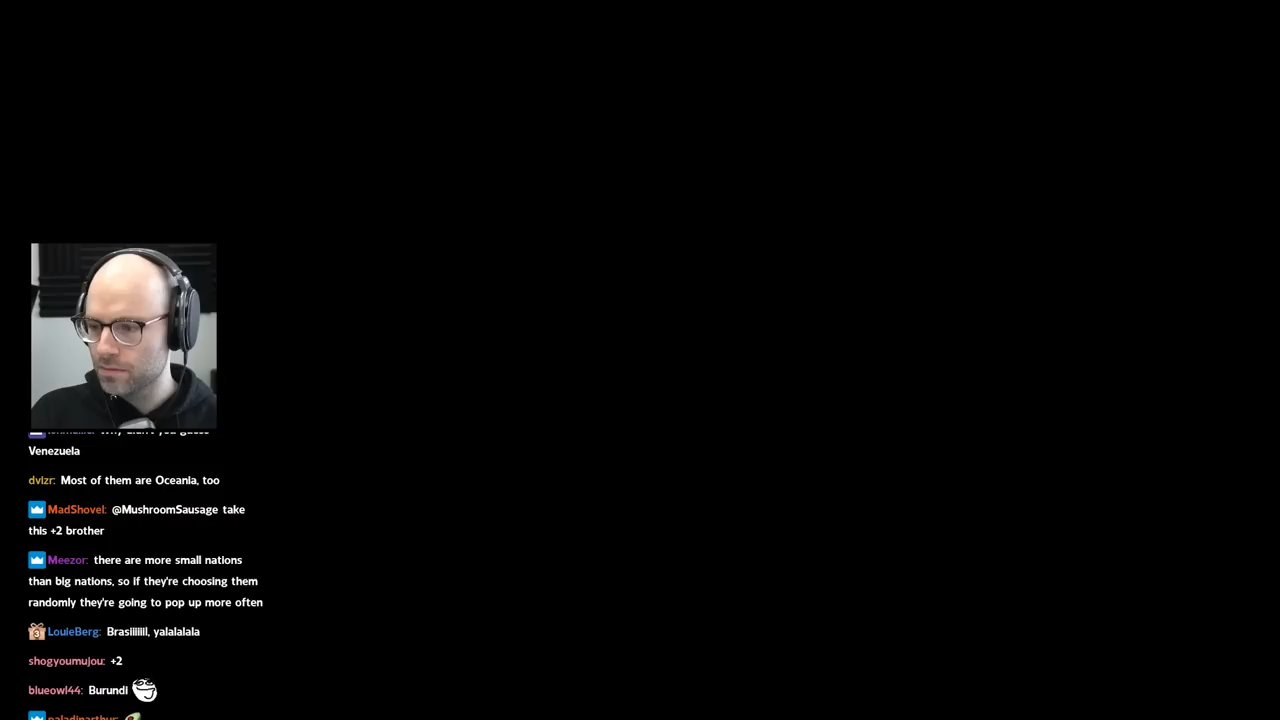 Venezuela
dvizr: Most of them are Oceania, too
MadShovel: @MushroomSausage take
this +2 brother
Meezor: there are more small nations
than big nations, so if they're choosing them
randomly they're going to pop up more often
3 LouieBerg: Brasiiiiiiil, yalalalala
shogyoumujou: +2
blueowl44: Burundi